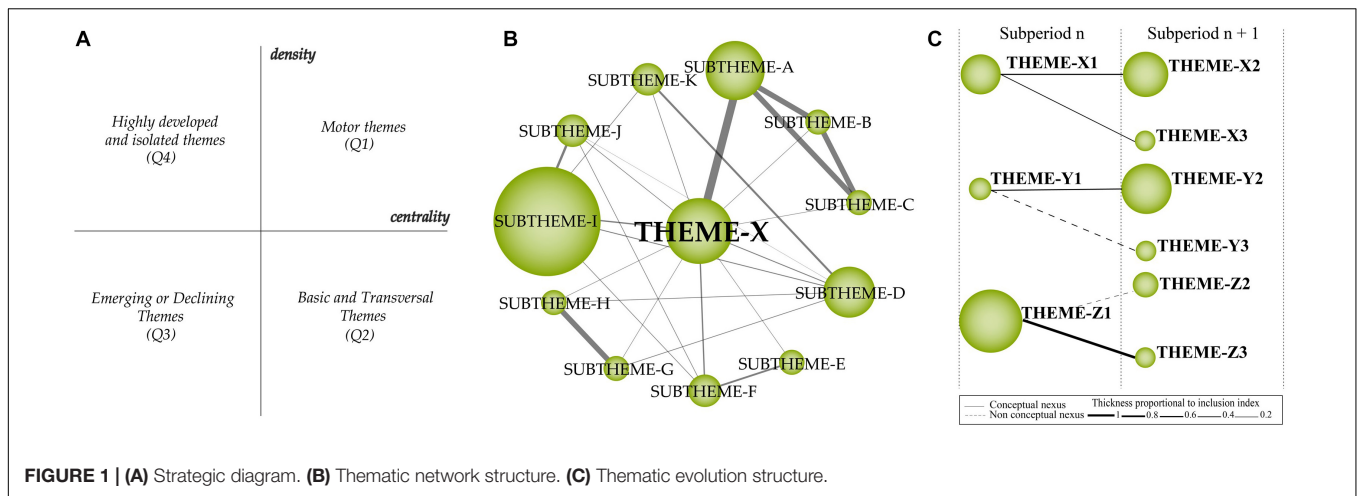 A
density
Highly developed
and isolated themes
(Q4)
Motor themes
(Q1)
centrality
Emerging or Declining
Themes
(Q3)
Basic and Transversal
Themes
(Q2)
B
SUBTHEME-A
SUBTHEME-K
SUBTHEME-B
SUBTHEME-J
SUBTHEME-C
SUBTHEME-I
THEME-X
SUBTHEME-D
SUBTHEME-H
SUBTHEME-E
SUBTHEME-G
SUBTHEME-F
C
Subperiod n
Subperiod n + 1
THEME-X1
THEME-X2
THEME-X3
THEME-Y1
THEME-Y2
THEME-Y3
THEME-Z2
THEME-Z1
THEME-Z3
Conceptual nexus
Non conceptual nexus
Thickness proportional to inclusion index
1 0.8 0.6 0.4 0.2
FIGURE 1 | (A) Strategic diagram. (B) Thematic network structure. (C) Thematic evolution structure.